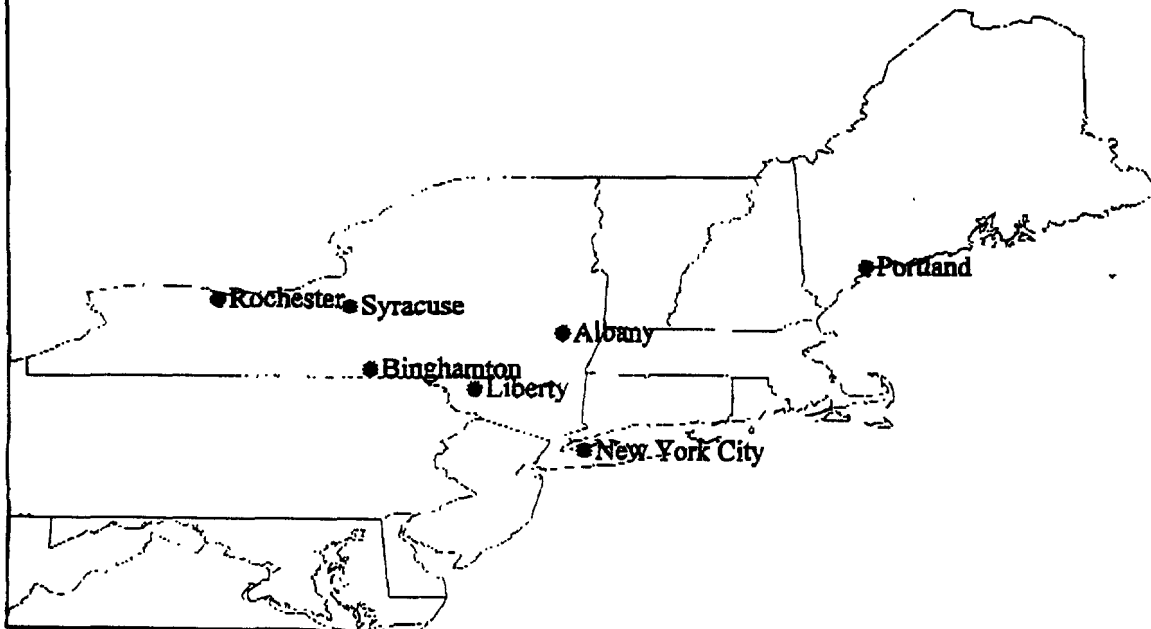 Portland
Rochester
Syracuse
Albany
Binghamton
Liberty
New York City